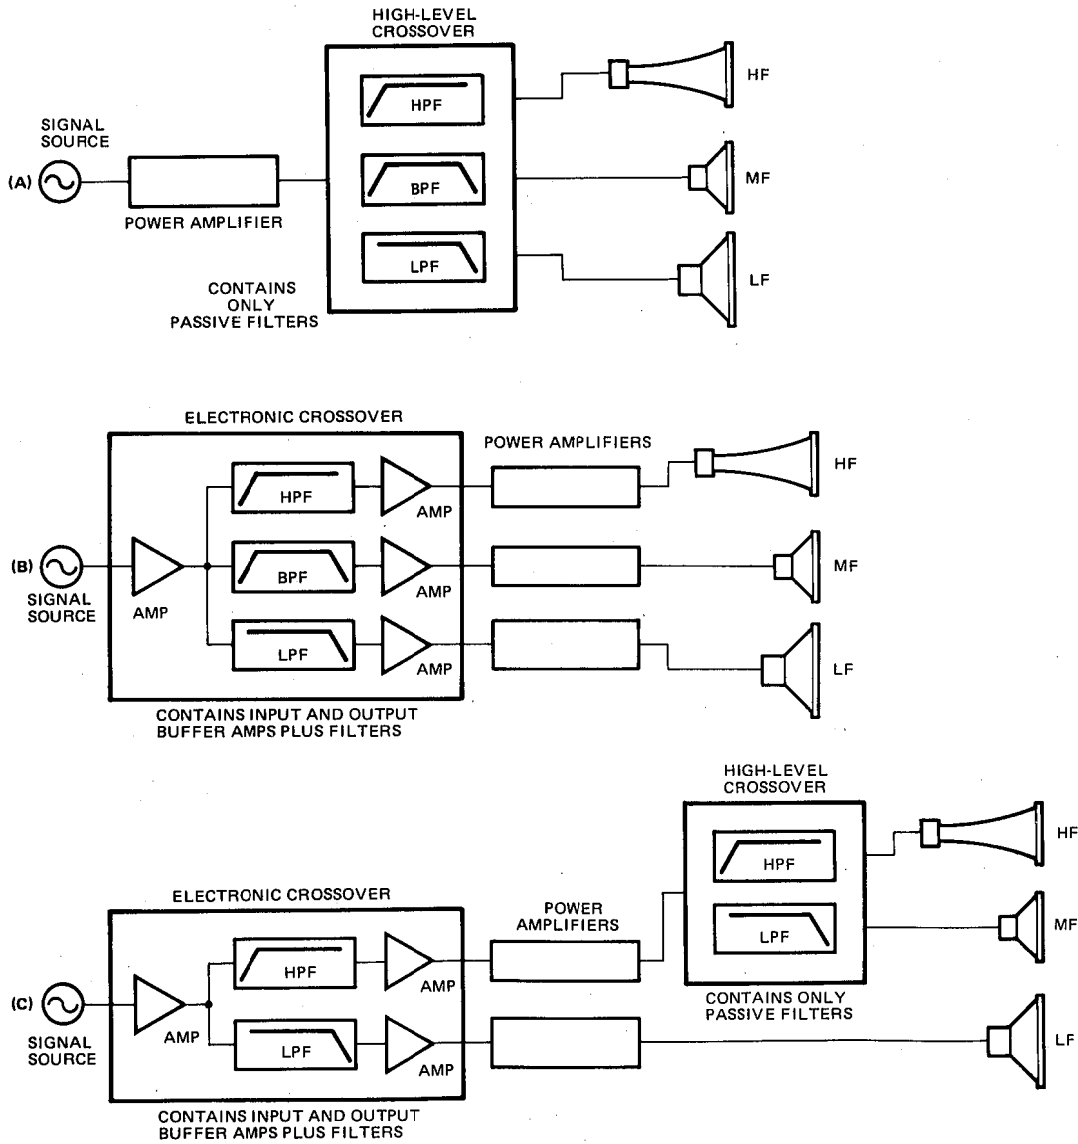 HIGH-LEVEL
CROSSOVER
HPF
HF
SIGNAL
SOURCE
(A)
BPF
MF
POWER AMPLIFIER
LPF
LF
CONTAINS
ONLY
PASSIVE FILTERS
ELECTRONIC CROSSOVER
POWER AMPLIFIERS
HF
HPF
AMP
(B)
BPF
MF
SIGNAL
SOURCE
AMP
AMP
LPF
AMP
LF
CONTAINS INPUT AND OUTPUT
BUFFER AMPS PLUS FILTERS
HIGH-LEVEL
CROSSOVER
HF
HPF
ELECTRONIC CROSSOVER
POWER
AMPLIFIERS
LPF
MF
HPF
AMP
(C)
CONTAINS ONLY
PASSIVE FILTERS
SIGNAL
SOURCE
AMP
LPF
AMP
LF
CONTAINS INPUT AND OUTPUT
BUFFER AMPS PLUS FILTERS